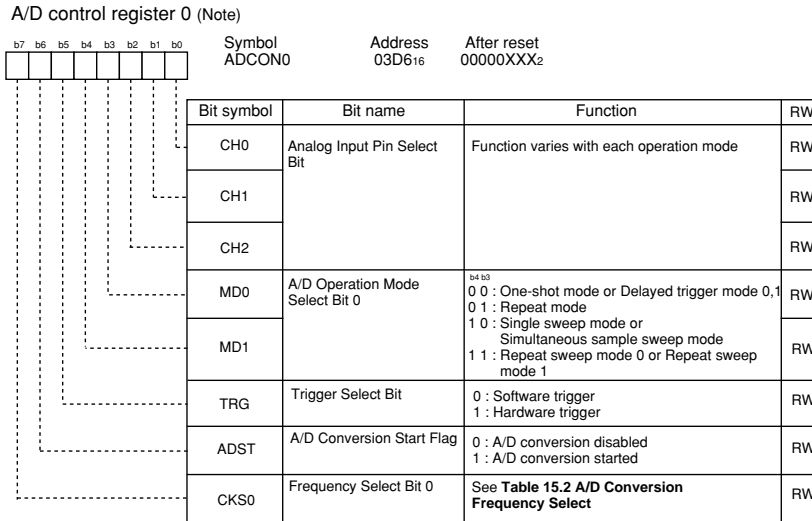 A/D control register 0 (Note)
b7 b6 b5 b4 b3 b2 b1 b0
Symbol Address After reset
ADCON0 03D616 00000XXX2
Bit symbol Bit name Function RW
CH0 Analog Input Pin Select Bit Function varies with each operation mode RW
CH1 RW
CH2 RW
MD0 A/D Operation Mode Select Bit 0 RW
b4 b3
0 0 : One-shot mode or Delayed trigger mode 0,1
0 1 : Repeat mode
1 0 : Single sweep mode or
Simultaneous sample sweep mode
MD1 RW
1 1 : Repeat sweep mode 0 or Repeat sweep
mode 1
TRG Trigger Select Bit 0 : Software trigger RW
1 : Hardware trigger
ADST A/D Conversion Start Flag 0 : A/D conversion disabled RW
1 : A/D conversion started
CKS0 Frequency Select Bit 0 See Table 15.2 A/D Conversion RW
Frequency Select